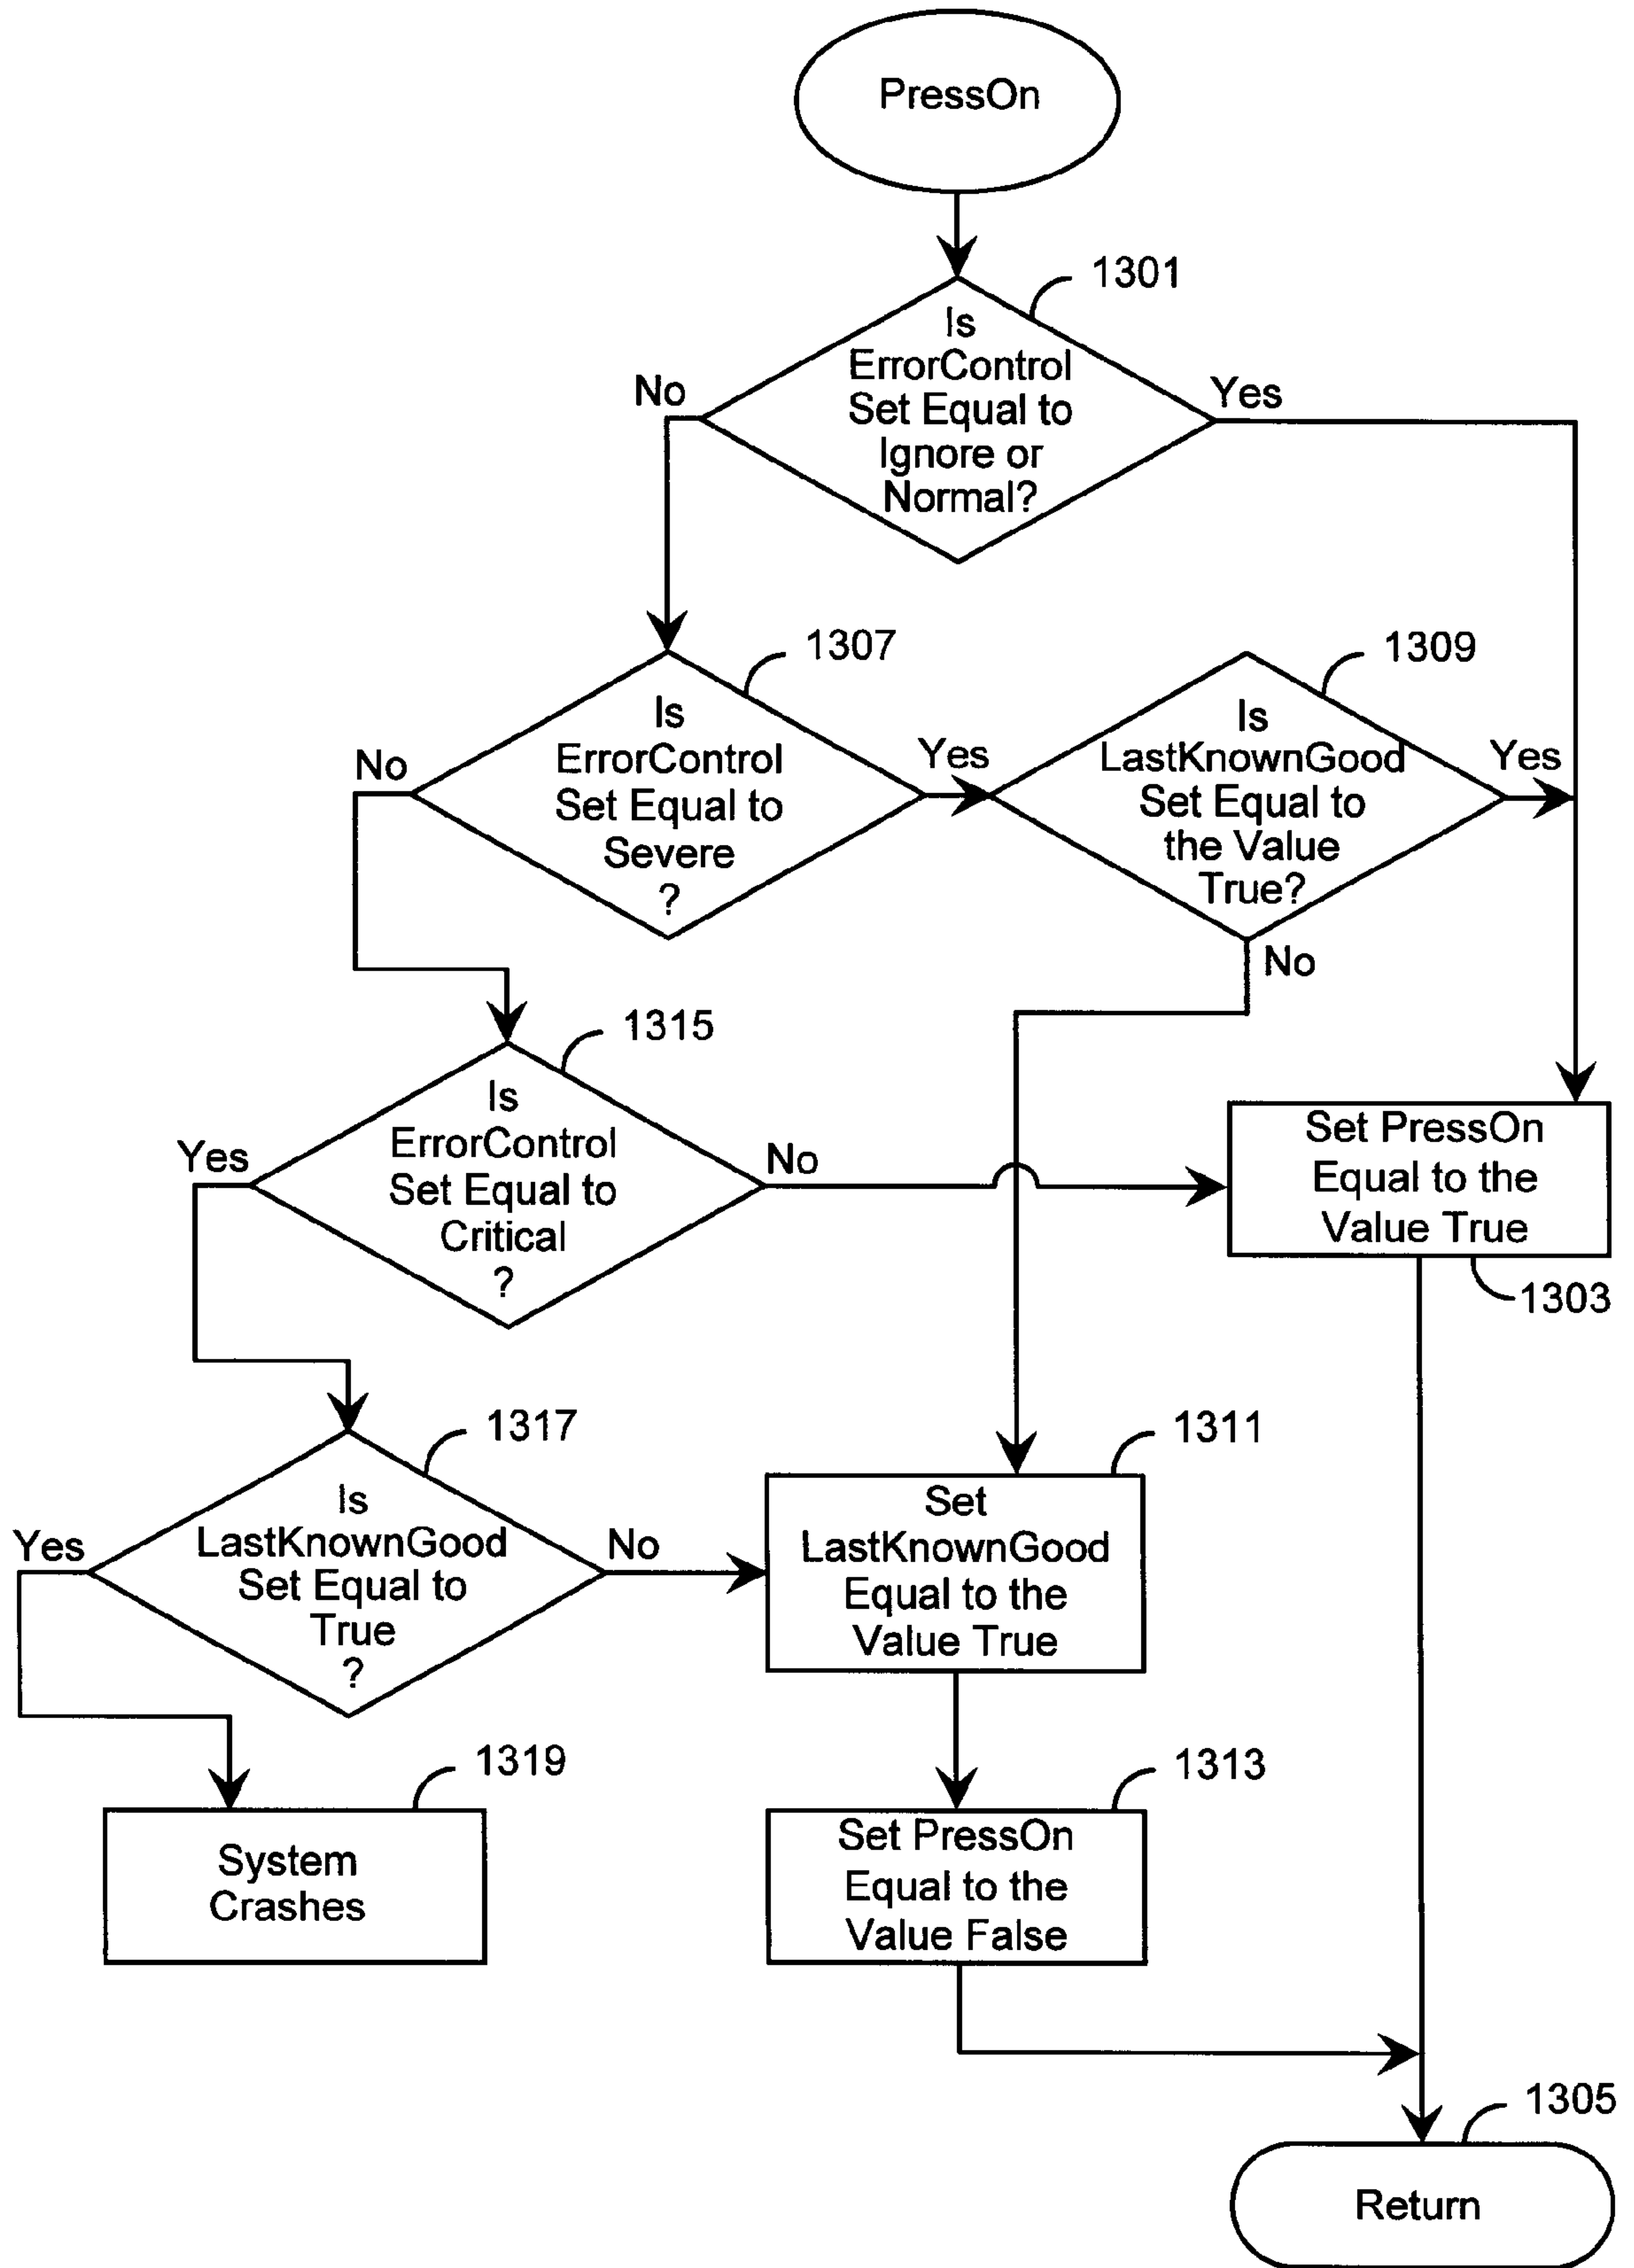 PressOn
1301
Is
ErrorControl
Set Equal to
Ignore or
Normal?
No
Yes
1307
Is
ErrorControl
Set Equal to
Severe
?
No
Yes
1309
Is
LastKnownGood
Set Equal to
the Value
True?
Yes
No
1315
Is
ErrorControl
Set Equal to
Critical
?
Yes
No
Set PressOn
Equal to the
Value True
1303
1317
Is
LastKnownGood
Set Equal to
True
?
Yes
No
1311
Set
LastKnownGood
Equal to the
Value True
1319
System
Crashes
1313
Set PressOn
Equal to the
Value False
1305
Return